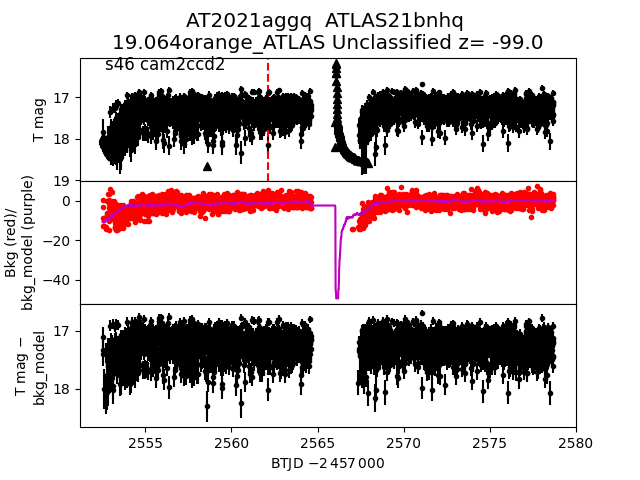 AT2021aggq  ATLAS21bnhq
19.064orange_ATLAS Unclassified z= -99.0
s46 cam2ccd2
T mag
17
18
19
Bkg (red)/
bkg_model (purple)
0
−20
−40
T mag −
bkg_model
17
18
2555
2560
2565
2570
2575
2580
BTJD −2 457 000